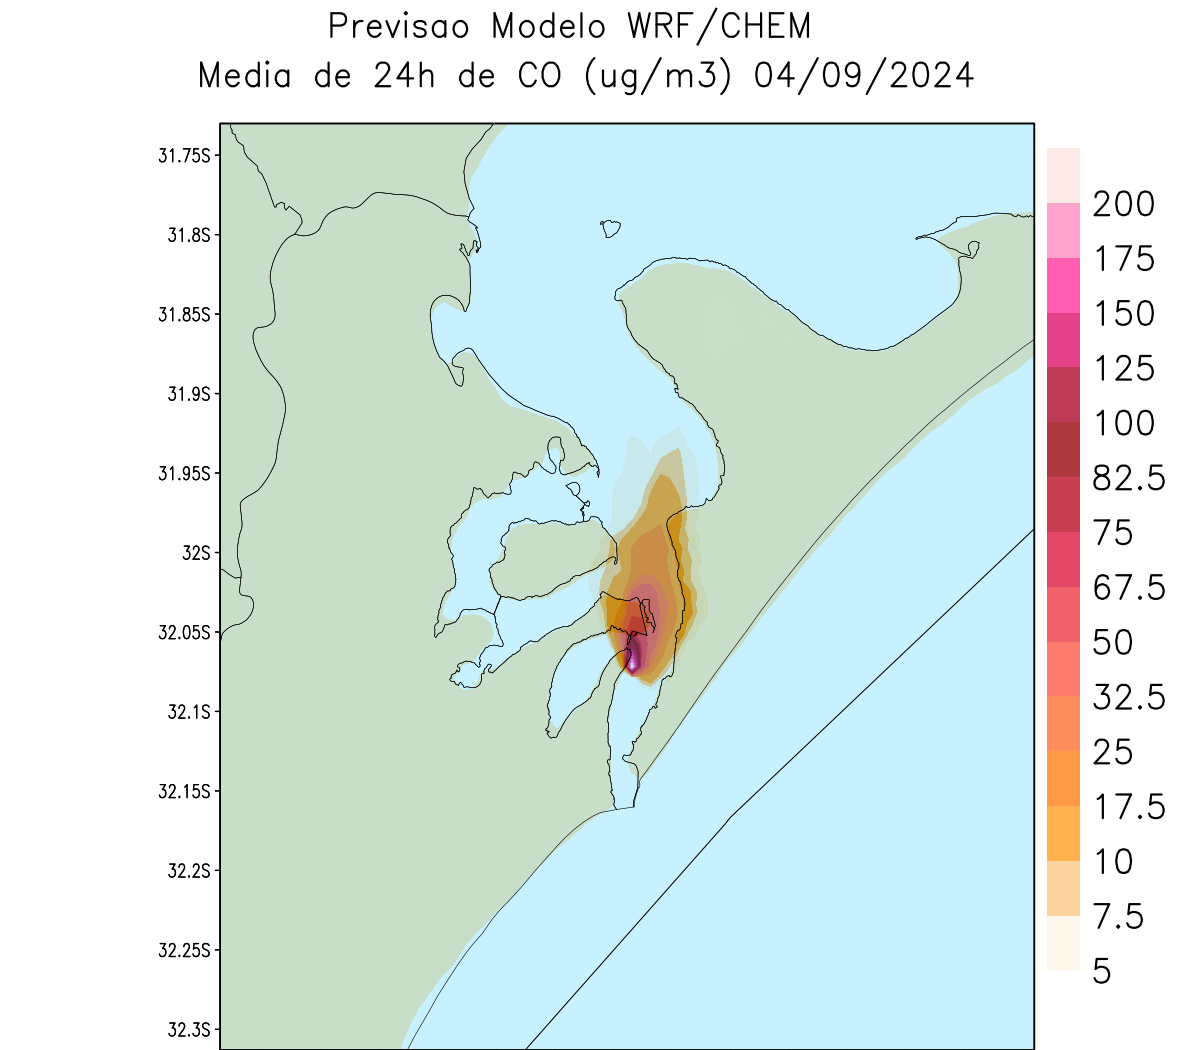 Previsao Modelo WRF/CHEM
Media de 24h de CO (ug/m3) 04/09/2024
31.75S
31.8S
31.85S
31.9S
31.95S
32S
32.05S
32.1S
32.15S
32.2S
32.25S
32.3S
200
175
150
125
100
82.5
75
67.5
50
32.5
25
17.5
10
7.5
5